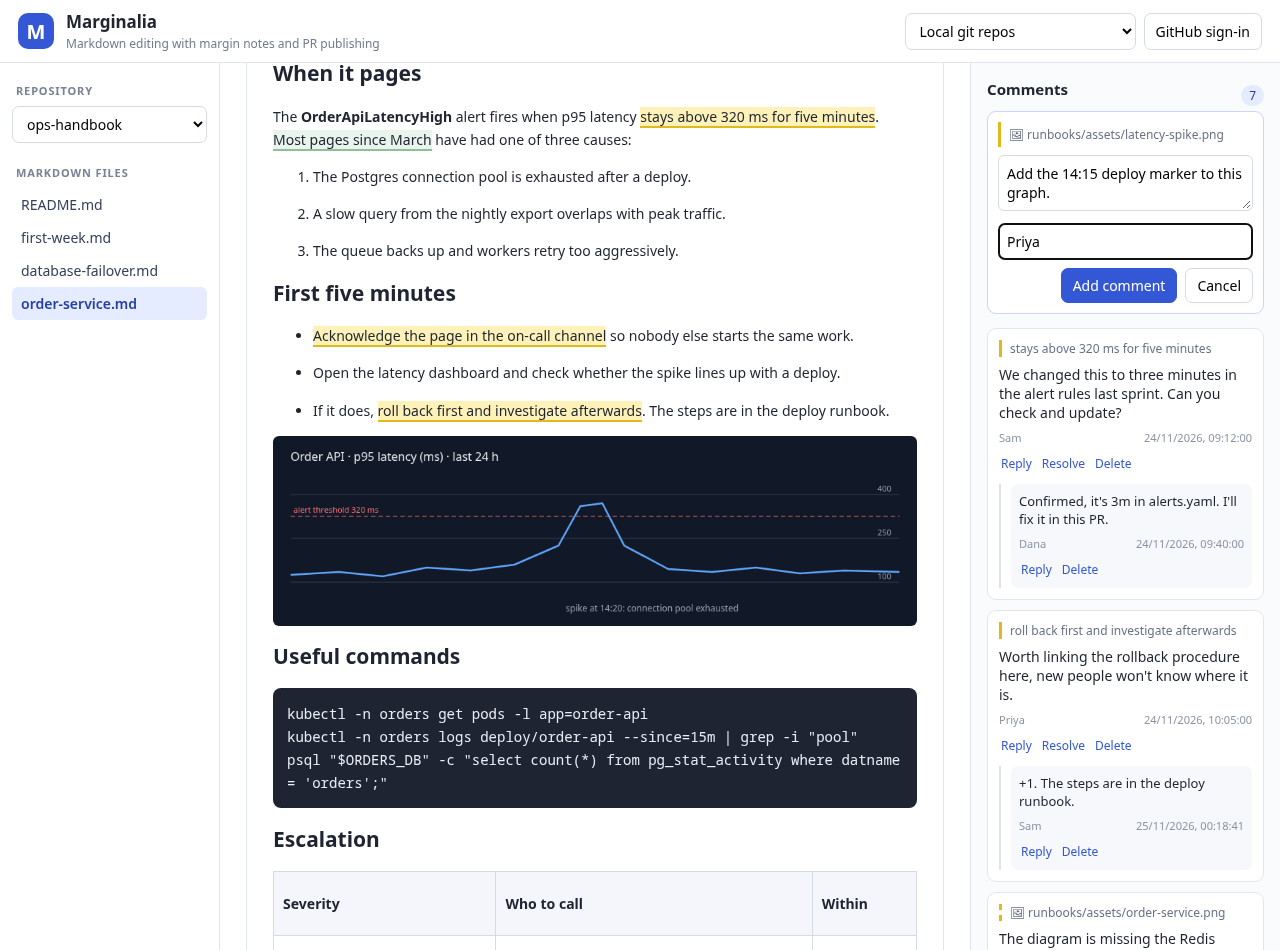 M
Marginalia
Markdown editing with margin notes and PR publishing
Local git repos
GitHub sign-in
REPOSITORY
ops-handbook
MARKDOWN FILES
README.md
first-week.md
database-failover.md
order-service.md
When it pages
The OrderApiLatencyHigh alert fires when p95 latency stays above 320 ms for five minutes.
Most pages since March have had one of three causes:
1. The Postgres connection pool is exhausted after a deploy.
2. A slow query from the nightly export overlaps with peak traffic.
3. The queue backs up and workers retry too aggressively.
First five minutes
• Acknowledge the page in the on-call channel so nobody else starts the same work.
• Open the latency dashboard and check whether the spike lines up with a deploy.
• If it does, roll back first and investigate afterwards. The steps are in the deploy runbook.
Order API · p95 latency (ms) · last 24 h
400
alert threshold 320 ms
250
100
spike at 14:20: connection pool exhausted
Useful commands
kubectl -n orders get pods -l app=order-api
kubectl -n orders logs deploy/order-api --since=15m | grep -i "pool"
psql "$ORDERS_DB" -c "select count(*) from pg_stat_activity where datname
= 'orders';"
Escalation
Severity
Who to call
Within
Comments
7
runbooks/assets/latency-spike.png
Add the 14:15 deploy marker to this
graph.
Priya
Add comment
Cancel
stays above 320 ms for five minutes
We changed this to three minutes in
the alert rules last sprint. Can you
check and update?
Sam
24/11/2026, 09:12:00
Reply Resolve Delete
Confirmed, it's 3m in alerts.yaml. I'll
fix it in this PR.
Dana
24/11/2026, 09:40:00
Reply Delete
roll back first and investigate afterwards
Worth linking the rollback procedure
here, new people won't know where it
is.
Priya
24/11/2026, 10:05:00
Reply Resolve Delete
+1. The steps are in the deploy
runbook.
Sam
25/11/2026, 00:18:41
Reply Delete
runbooks/assets/order-service.png
The diagram is missing the Redis